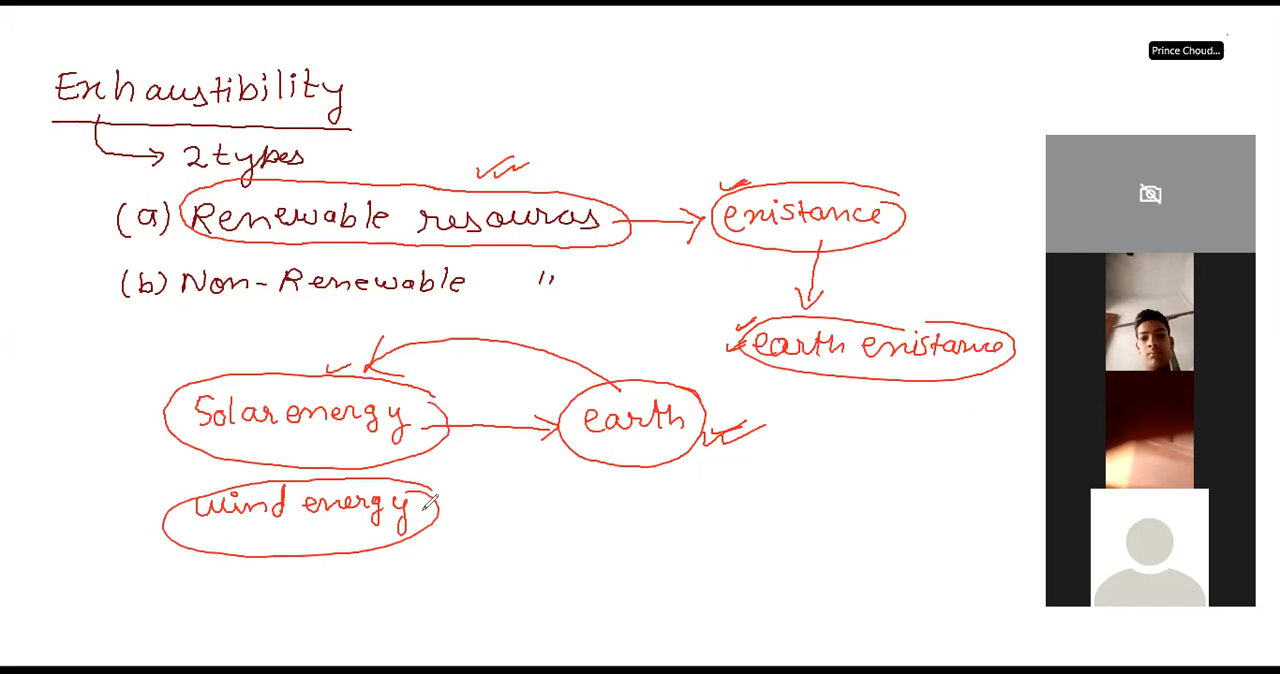 Prince Choud...
Exhaustibility
2 types
(a) Renewable resources → existance
(b) Non-Renewable "
earth existance
Solar energy → earth
Wind energy